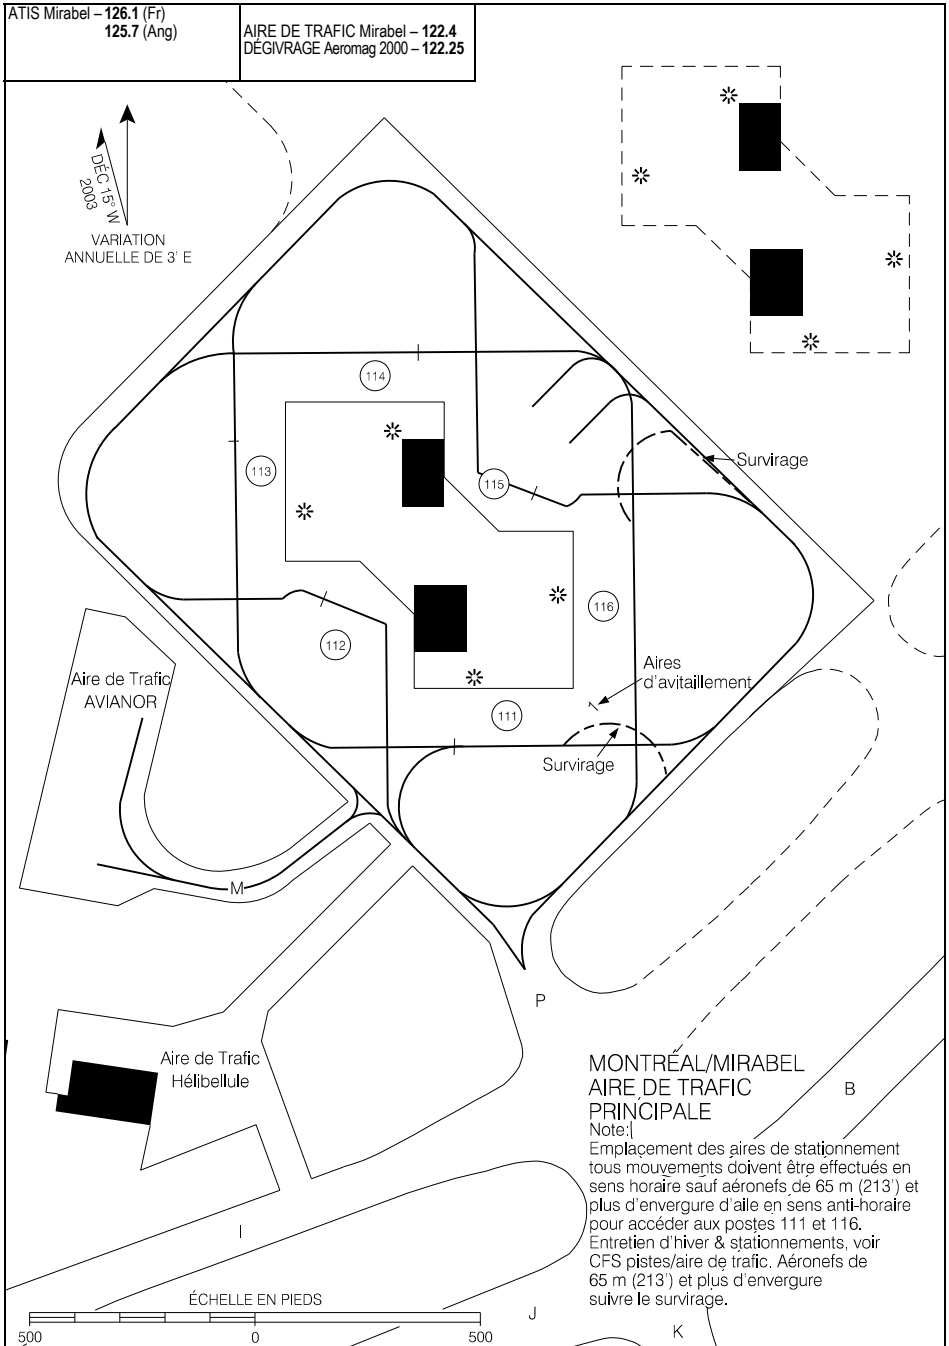 ATIS Mirabel – 126.1 (Fr)
125.7 (Ang)
AIRE DE TRAFIC Mirabel – 122.4
DÉGIVRAGE Aeromag 2000 – 122.25
DÉC 15° W
2003
VARIATION
ANNUELLE DE 3' E
114
113
115
Survirage
116
112
Aires
d'avitaillement
111
Survirage
Aire de Trafic
AVIANOR
M
P
Aire de Trafic
Hélibellule
MONTRÉAL/MIRABEL
AIRE DE TRAFIC
PRINCIPALE
B
Note:
Emplacement des aires de stationnement
tous mouvements doivent être effectués en
sens horaire sauf aéronefs de 65 m (213') et
plus d'envergure d'aile en sens anti-horaire
pour accéder aux postes 111 et 116.
Entretien d'hiver & stationnements, voir
CFS pistes/aire de trafic. Aéronefs de
65 m (213') et plus d'envergure
suivre le survirage.
I
J
K
ÉCHELLE EN PIEDS
500 0 500